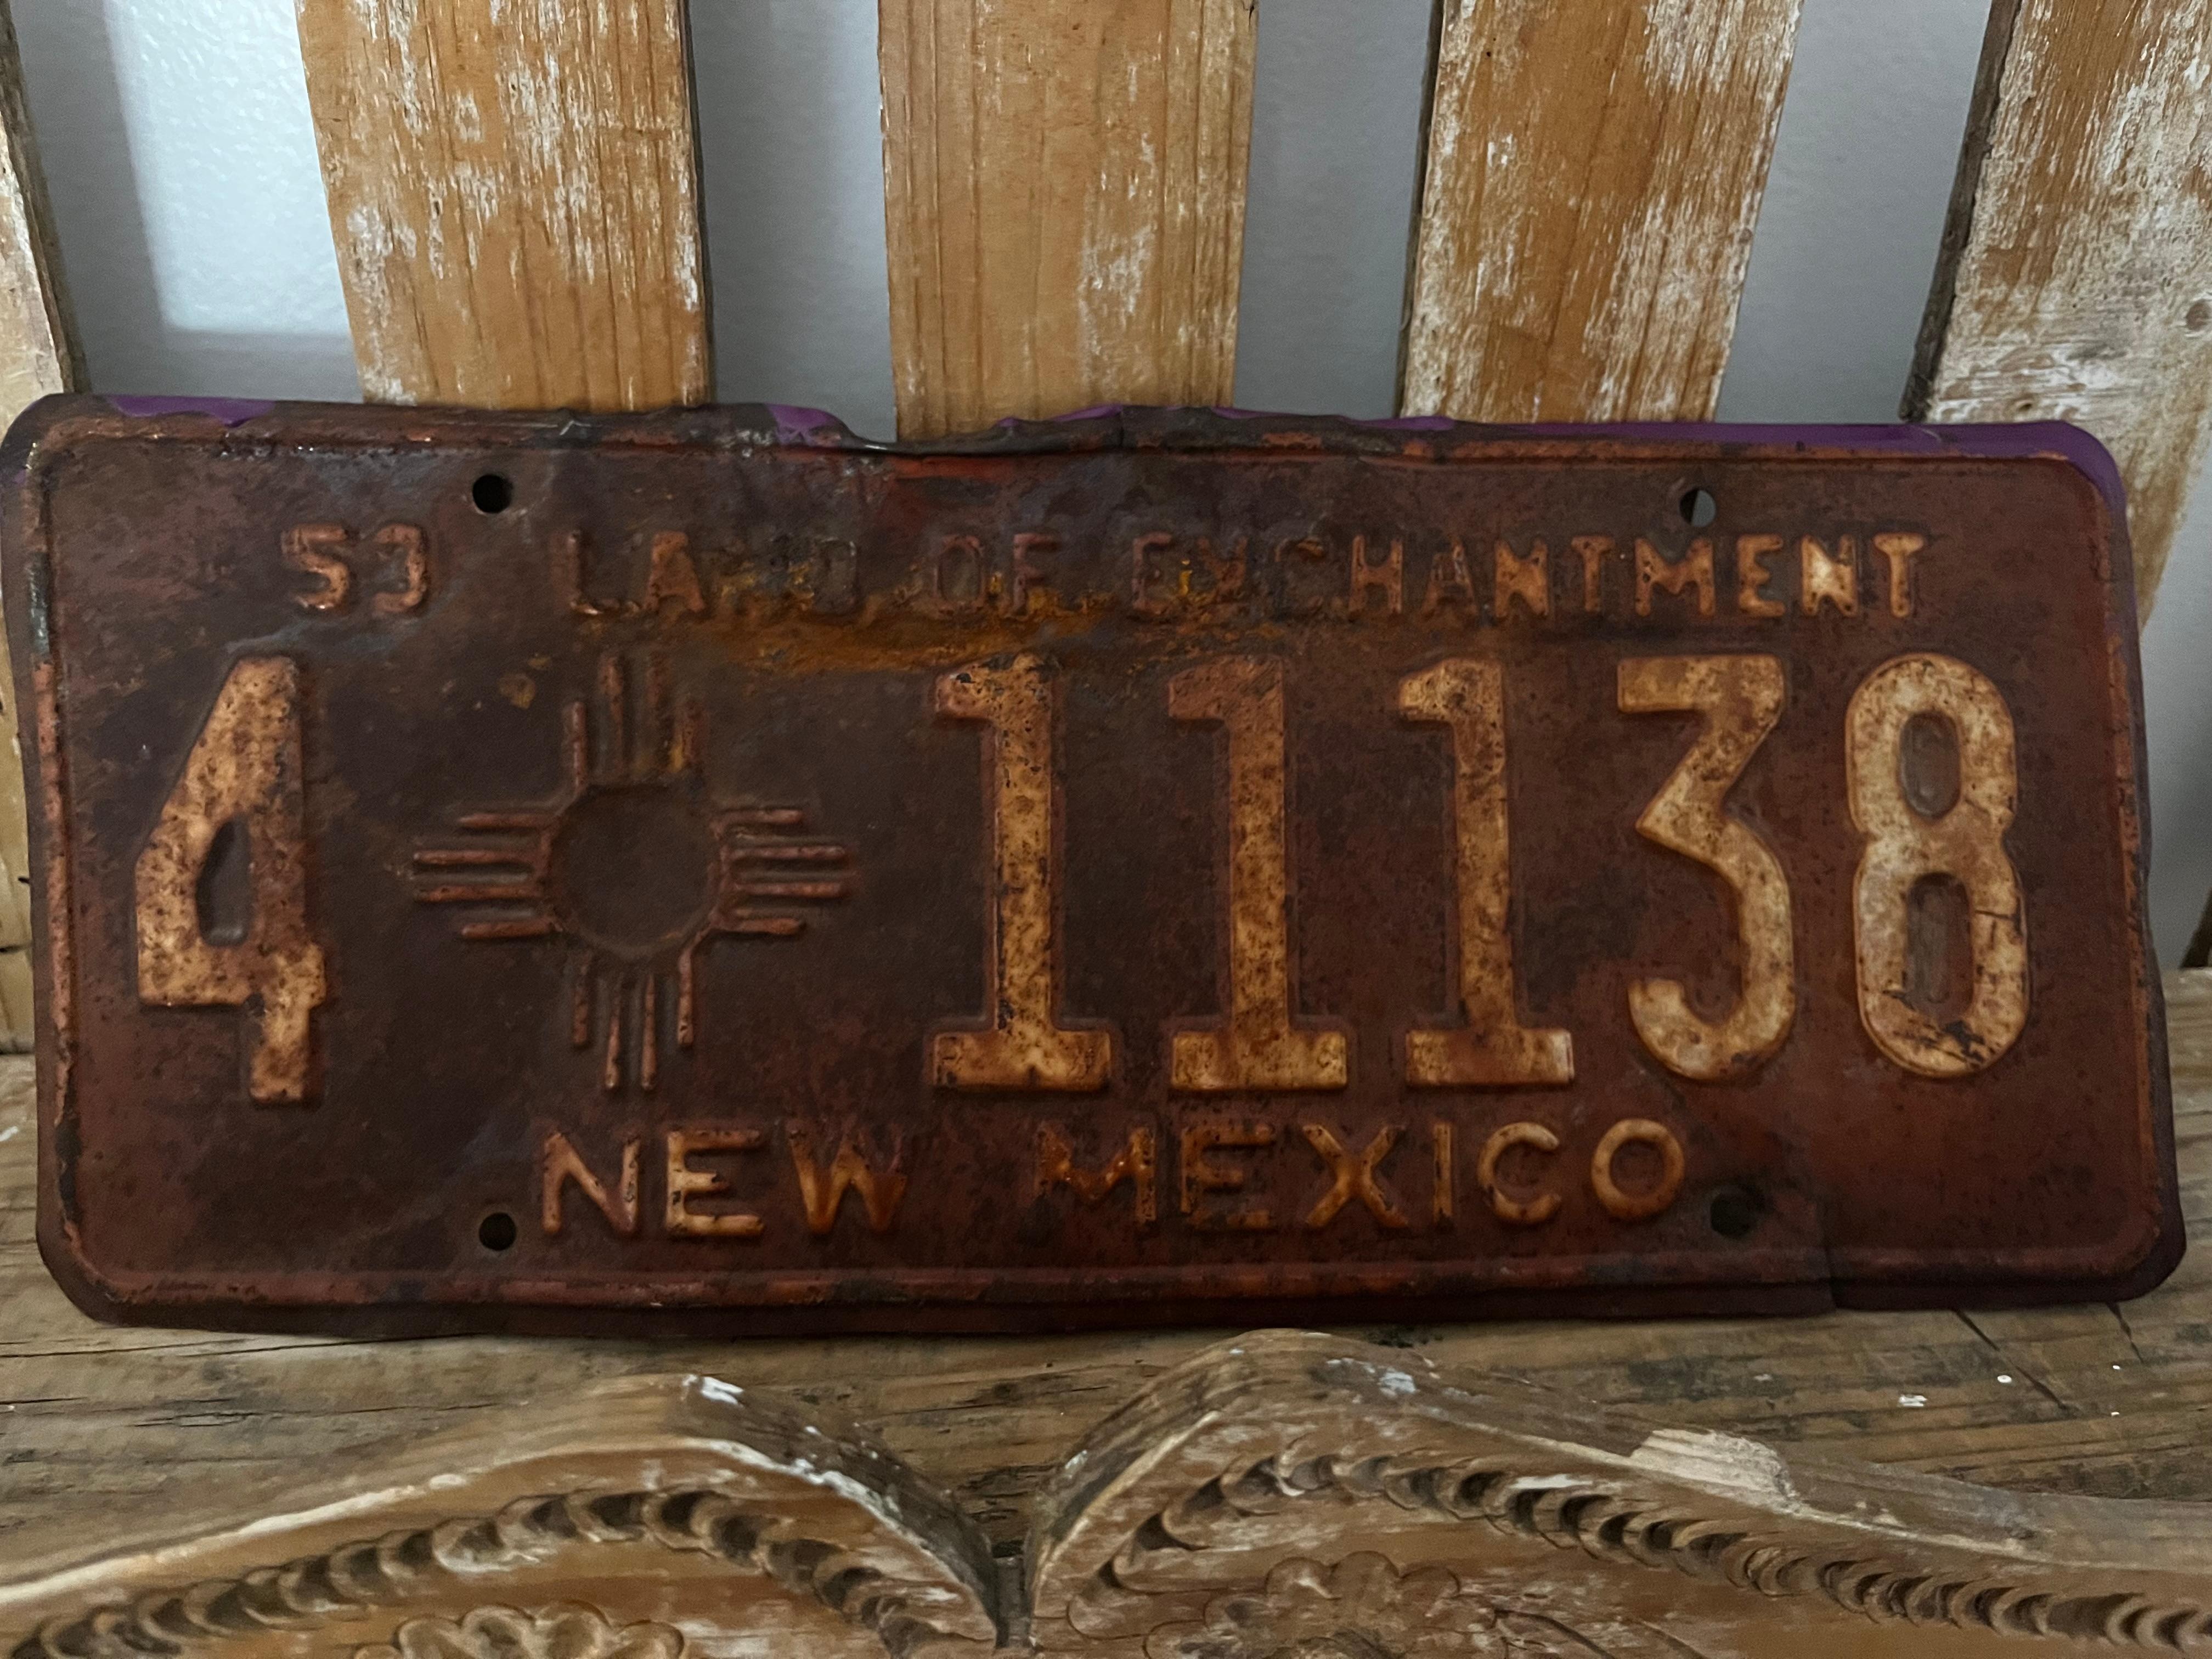 53 LAND OF ENCHANTMENT
4 11138
NEW MEXICO